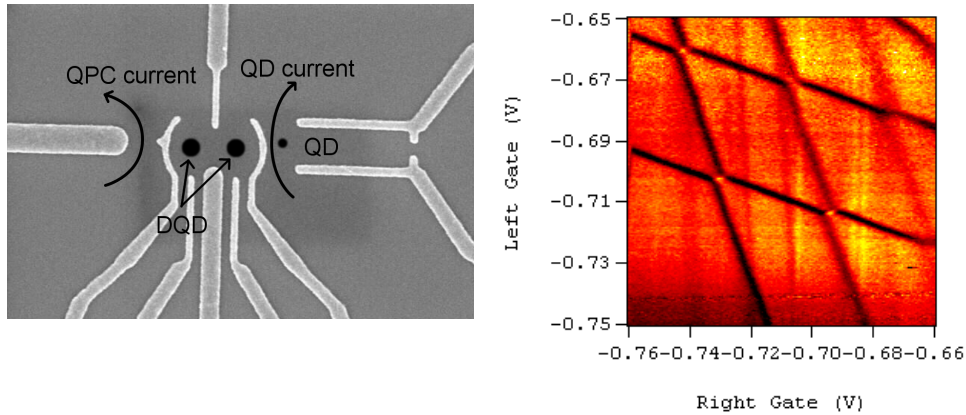 QPC current
QD current
QD
DQD
Left Gate (V)
-0.65
-0.67
-0.69
-0.71
-0.73
-0.75
-0.76 -0.74 -0.72 -0.70 -0.68 -0.66
Right Gate (V)